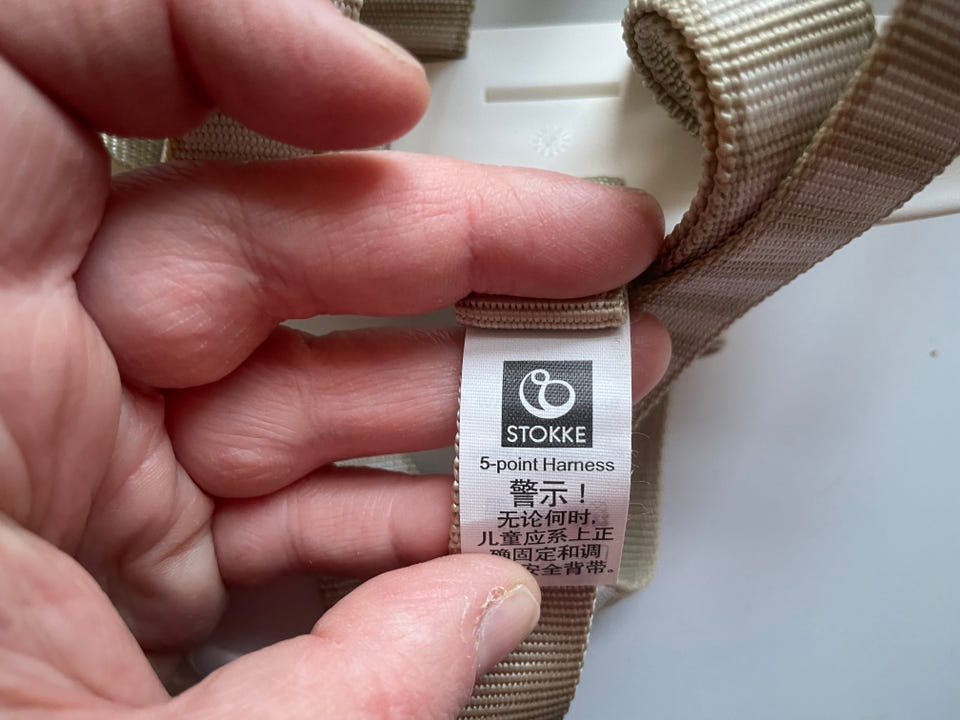 STOKKE
5-point Harness
警示！
无论何时,
儿童应系上正
确固定和调
安全背带。